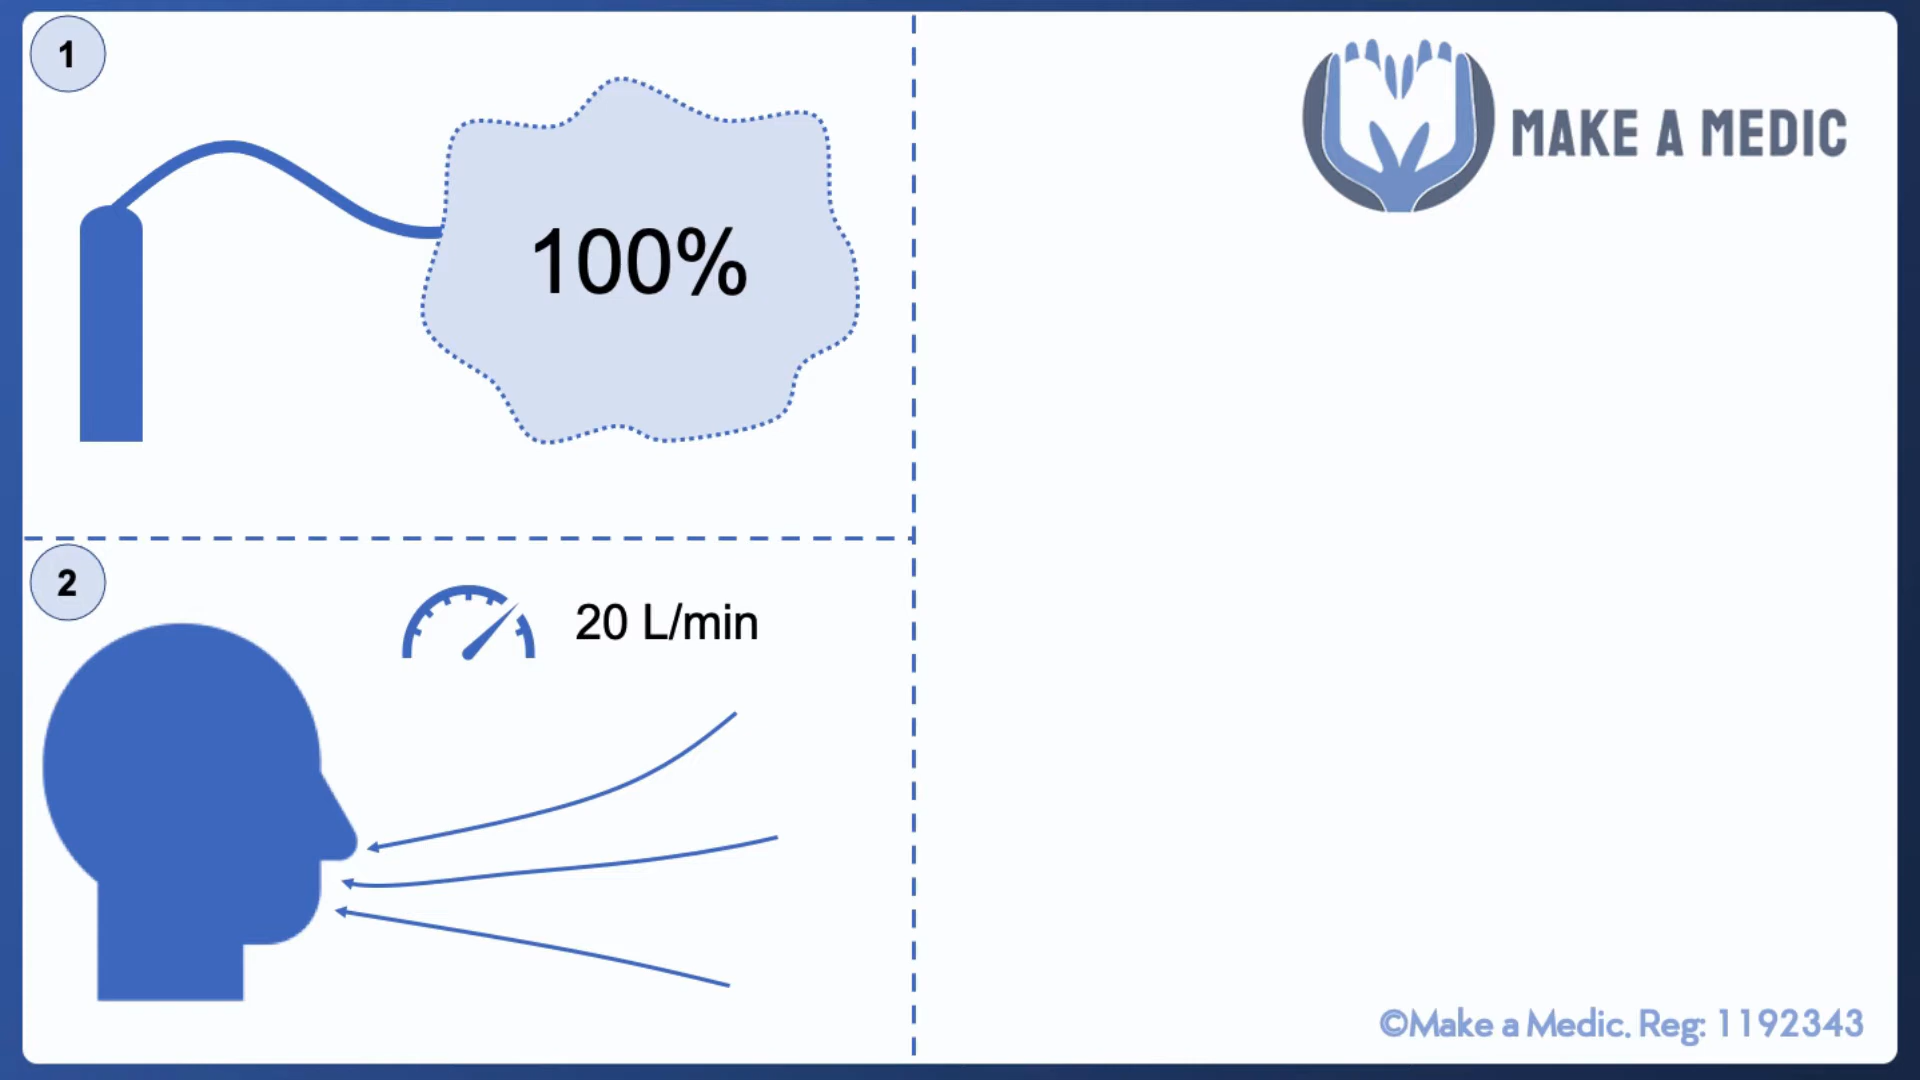 1
100%
MAKE A MEDIC
2
20 L/min
©Make a Medic. Reg: 1192343